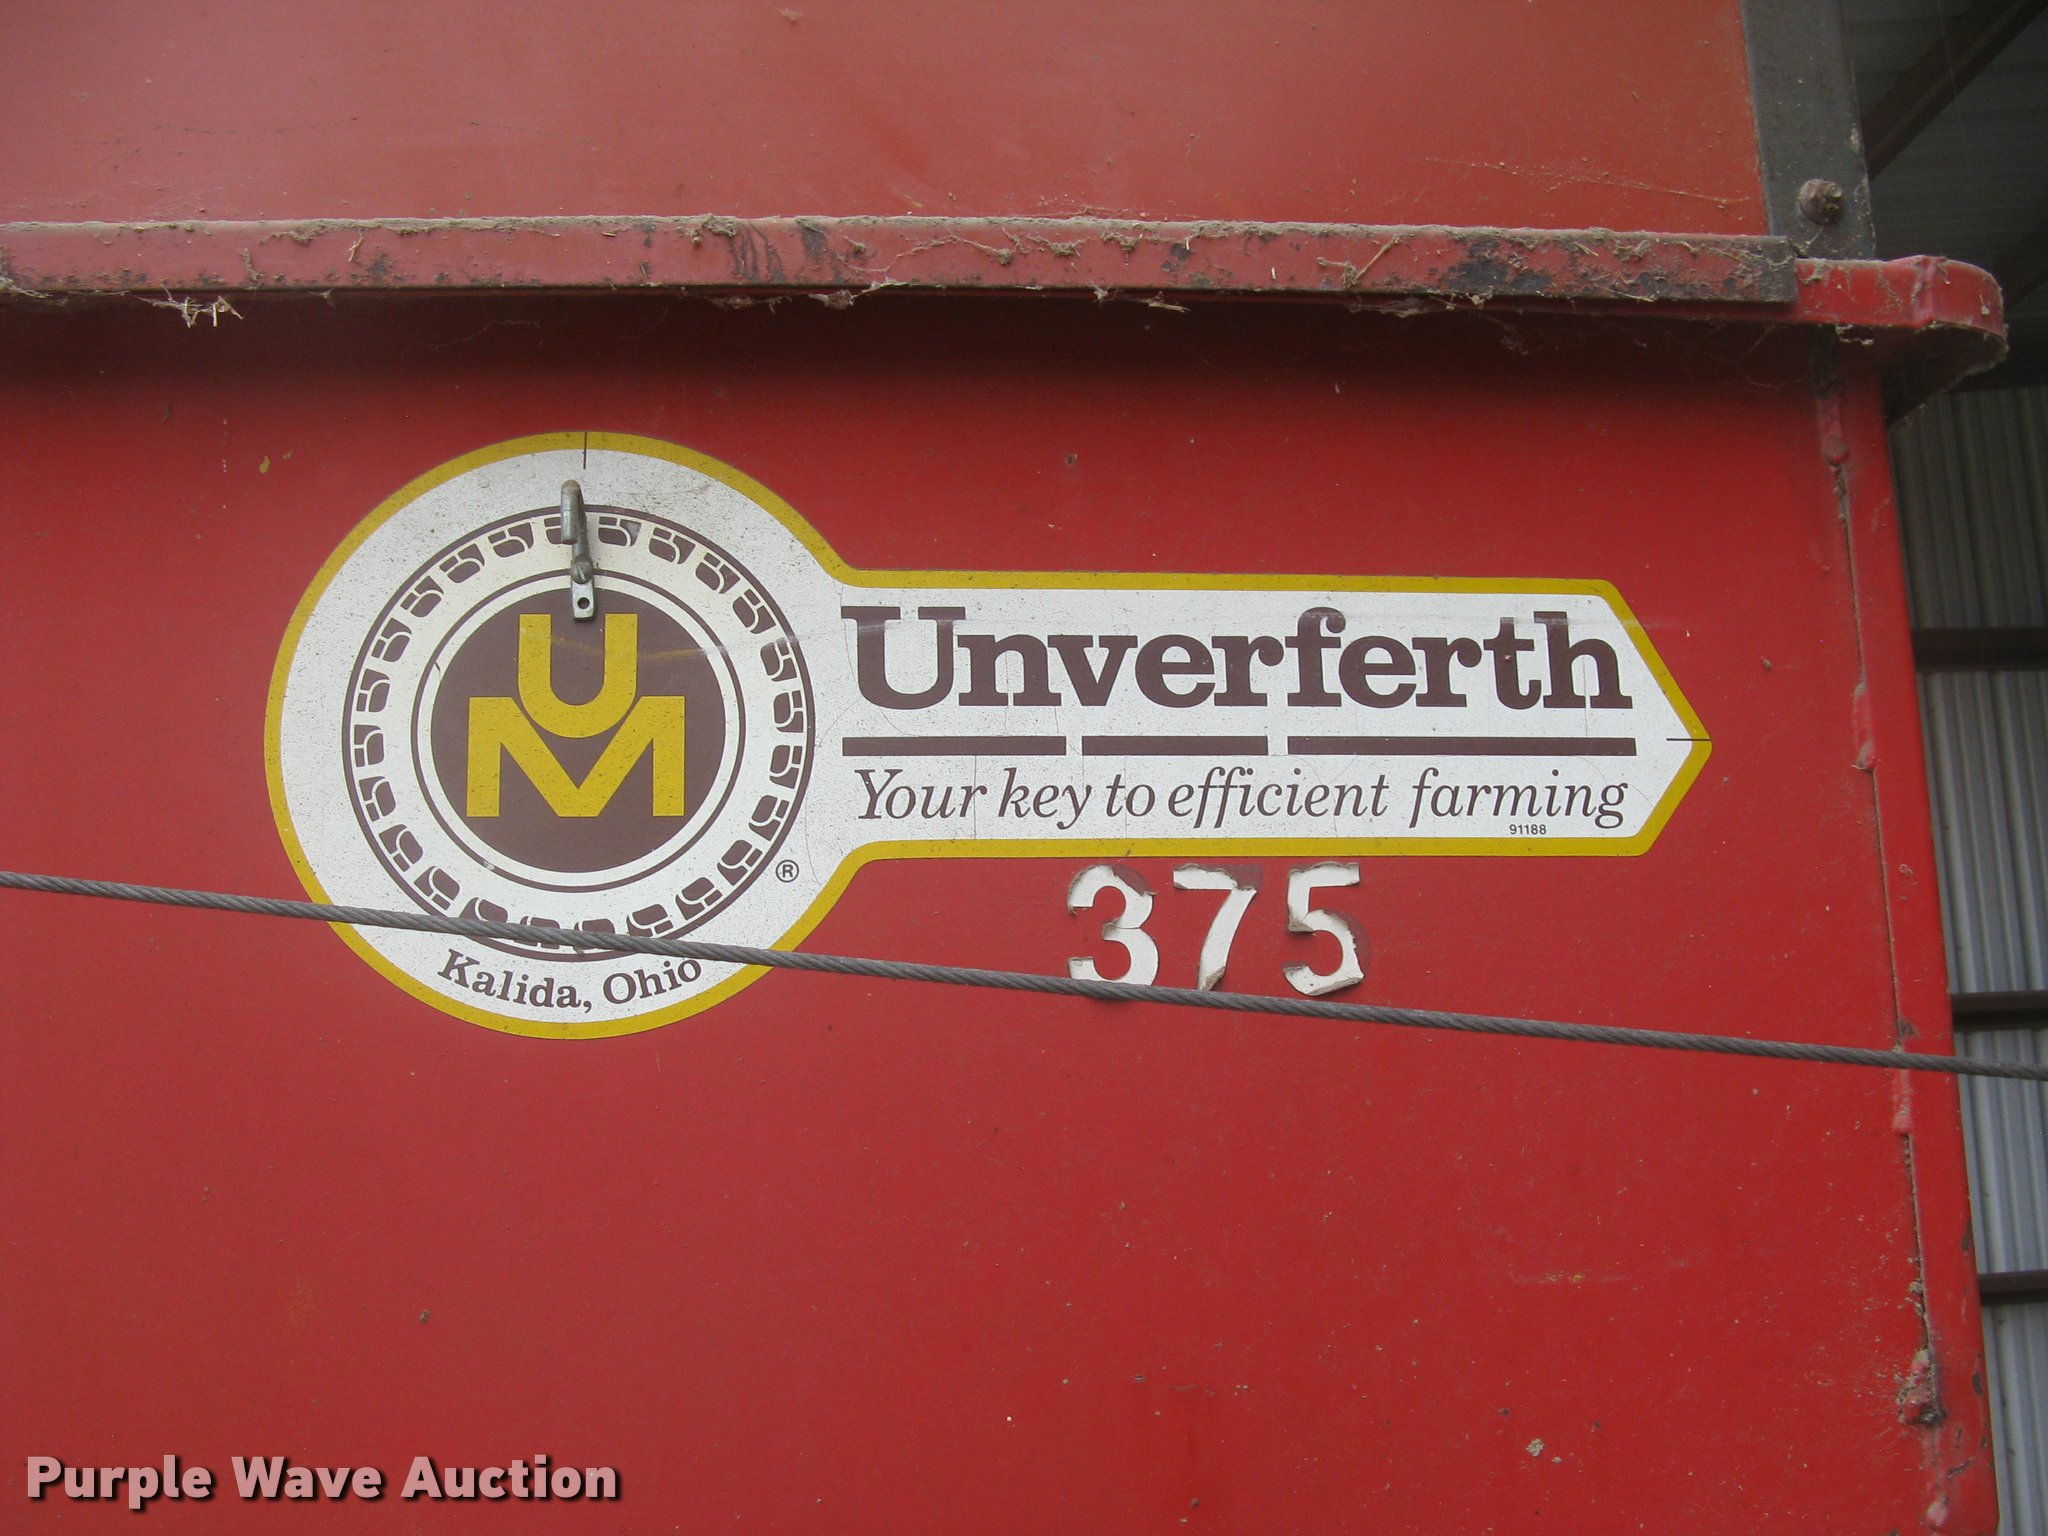 UM
Unverferth
Your key to efficient farming
91188
®
Kalida, Ohio
375
Purple Wave Auction